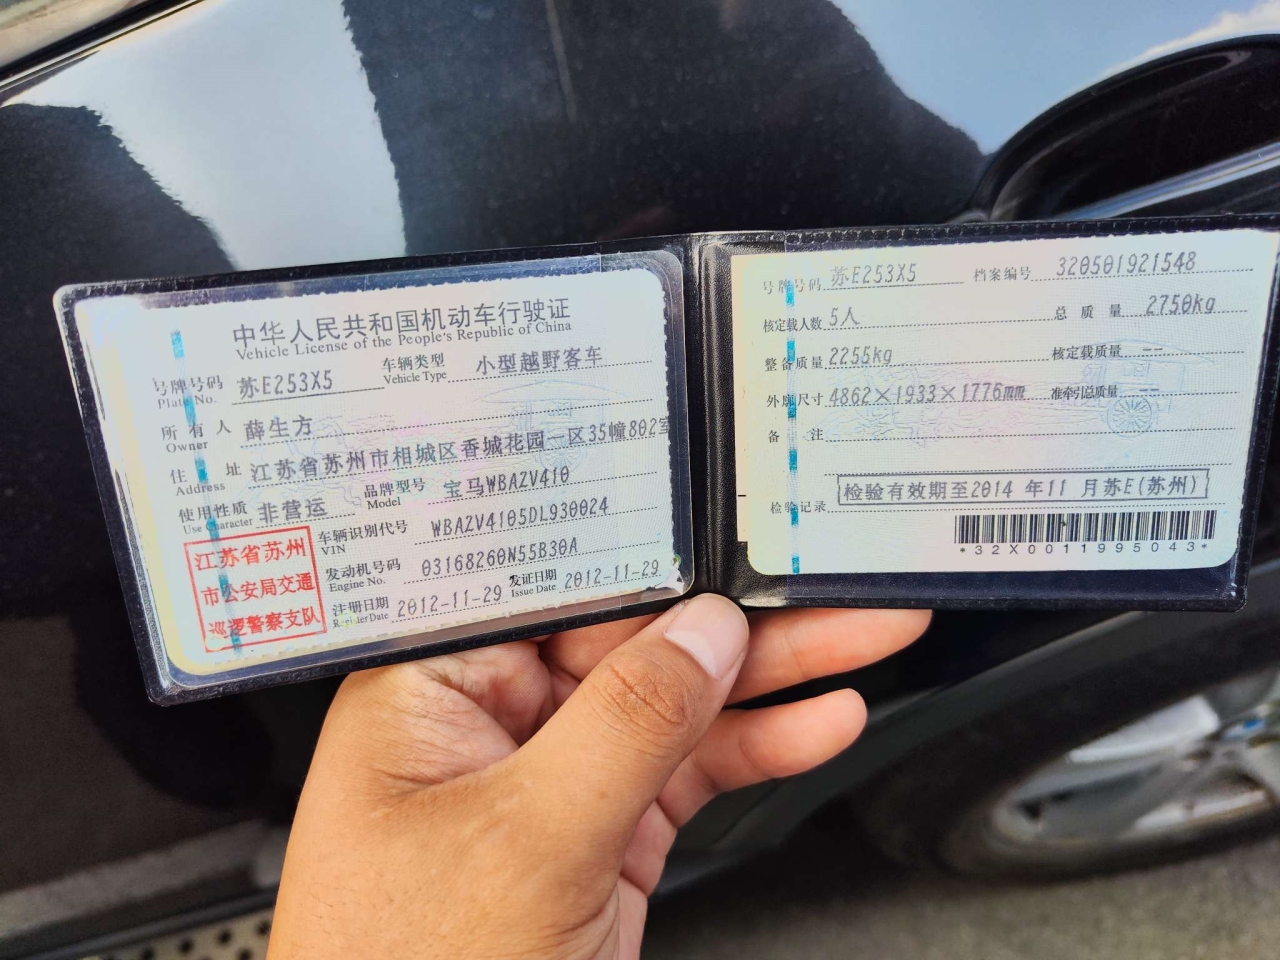 中华人民共和国机动车行驶证
Vehicle License of the People's Republic of China
号牌号码 苏E253X5 车辆类型 小型越野客车
Plate No. Vehicle Type
所有人 薛生方
Owner
住址 江苏省苏州市相城区香城花园一区35幢802室
Address
使用性质 非营运 品牌型号 宝马WBAZV410
Use Character Model
车辆识别代号 WBAZV4105DL930024
VIN
发动机号码 03168260N55B30A
Engine No.
注册日期 2012-11-29 发证日期 2012-11-29
Register Date Issue Date
江苏省苏州
市公安局交通
巡逻警察支队
号牌号码 苏E253X5 档案编号 320501921548
核定载人数 5人 总质量 2750kg
整备质量 2255kg 核定载质量 --
外廓尺寸 4862×1933×1776mm 准牵引总质量 --
备注
检验记录 检验有效期至2014 年11 月苏E(苏州)
*32X0011995043*